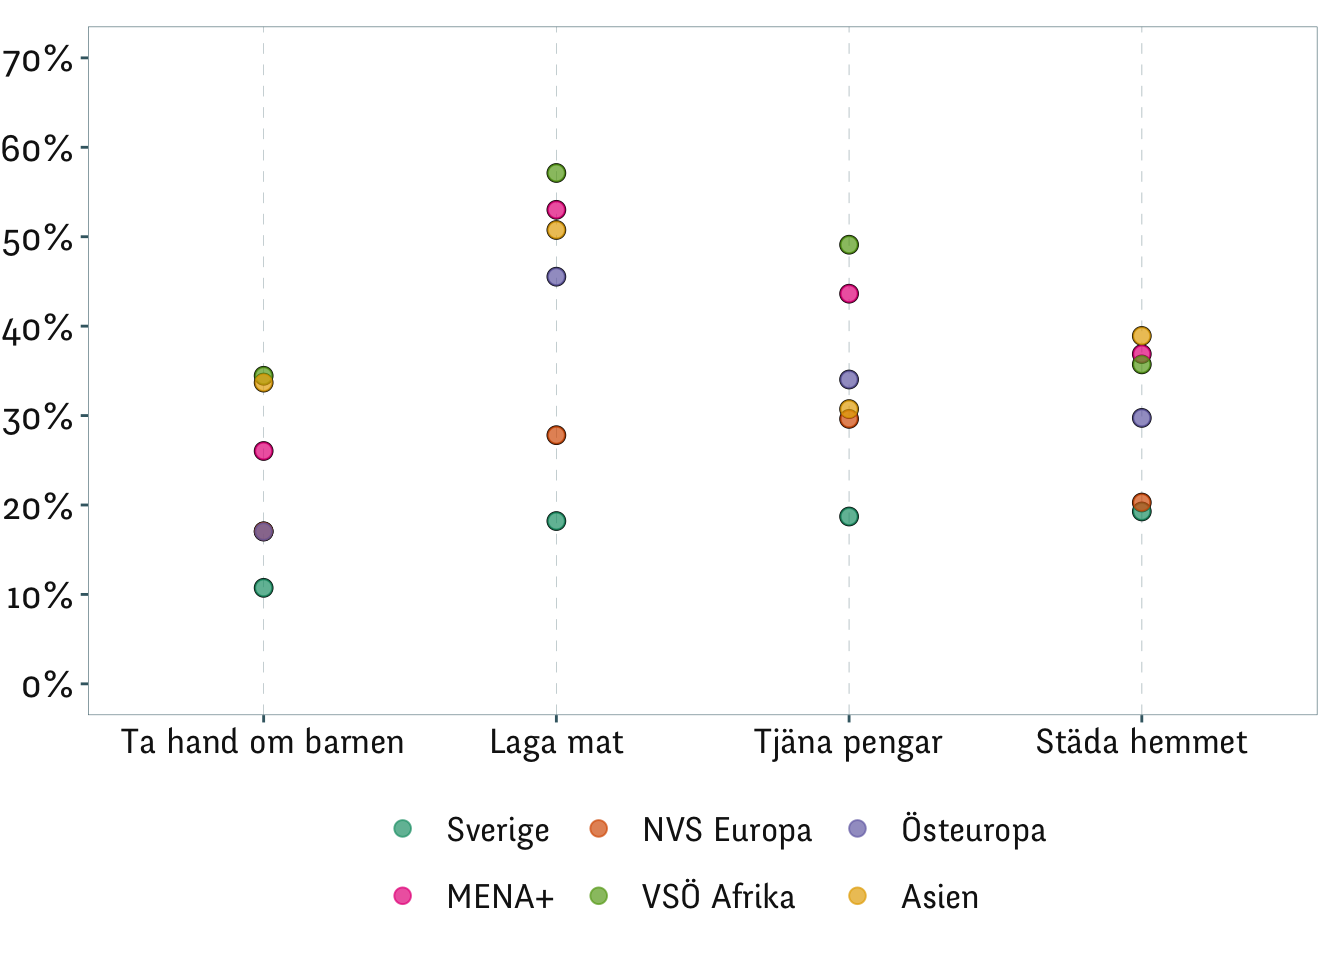 70%
60%
50%
40%
30%
20%
10%
0%
Ta hand om barnen Laga mat Tjäna pengar Städa hemmet
Sverige NVS Europa Östeuropa
MENA+ VSÖ Afrika Asien